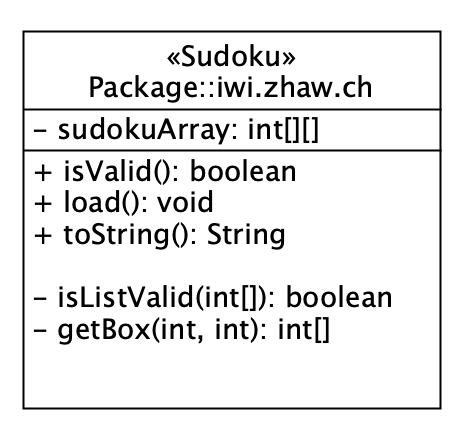 «Sudoku»
Package::iwi.zhaw.ch
– sudokuArray: int[][]
+ isValid(): boolean
+ load(): void
+ toString(): String
– isListValid(int[]): boolean
– getBox(int, int): int[]